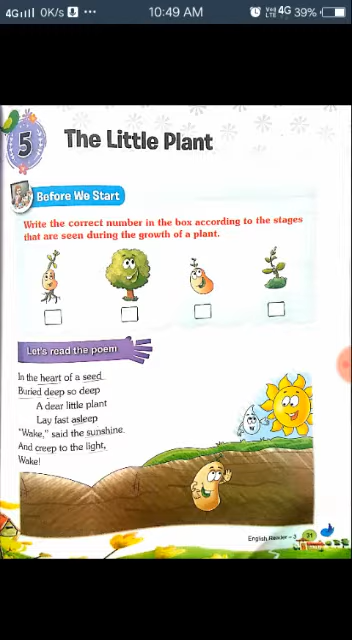 4G 0K/s ••• 10:49 AM VoLTE 4G 39%
5 The Little Plant
Before We Start
Write the correct number in the box according to the stages
that are seen during the growth of a plant.
Let's read the poem
In the heart of a seed
Buried deep so deep
A dear little plant
Lay fast asleep
"Wake," said the sunshine
And creep to the light,
Wake!
English Reader - 3 21